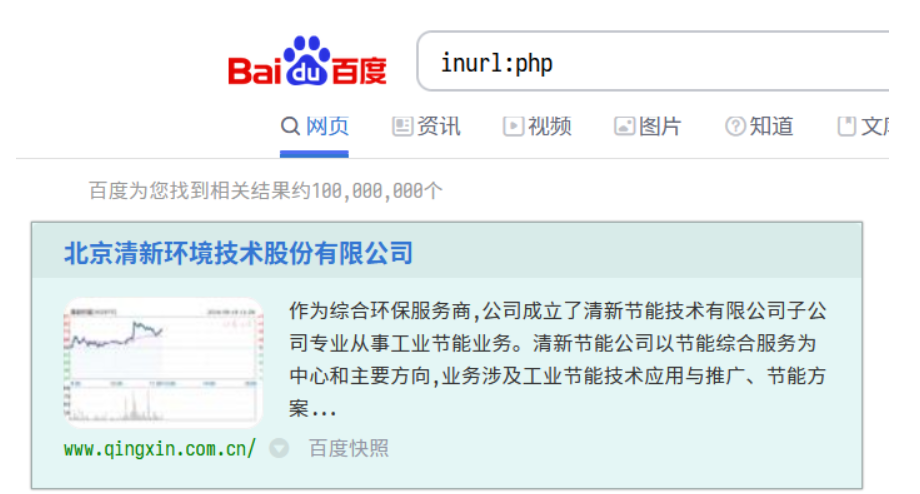 Bai du 百度
inurl:php
网页 资讯 视频 图片 知道
百度为您找到相关结果约100,000,000个
北京清新环境技术股份有限公司
作为综合环保服务商,公司成立了清新节能技术有限公司子公
司专业从事工业节能业务。清新节能公司以节能综合服务为
中心和主要方向,业务涉及工业节能技术应用与推广、节能方
案...
www.qingxin.com.cn/ 百度快照